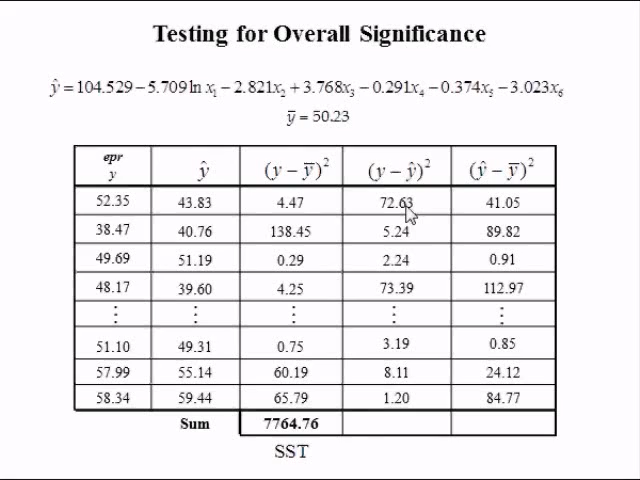 Testing for Overall Significance
ŷ = 104.529 − 5.709 ln x₁ − 2.821x₂ + 3.768x₃ − 0.291x₄ − 0.374x₅ − 3.023x₆
ȳ = 50.23
epr y ŷ (y − ȳ)² (y − ŷ)² (ŷ − ȳ)²
52.35 43.83 4.47 72.63 41.05
38.47 40.76 138.45 5.24 89.82
49.69 51.19 0.29 2.24 0.91
48.17 39.60 4.25 73.39 112.97
⋮ ⋮ ⋮ ⋮ ⋮
51.10 49.31 0.75 3.19 0.85
57.99 55.14 60.19 8.11 24.12
58.34 59.44 65.79 1.20 84.77
Sum 7764.76
SST